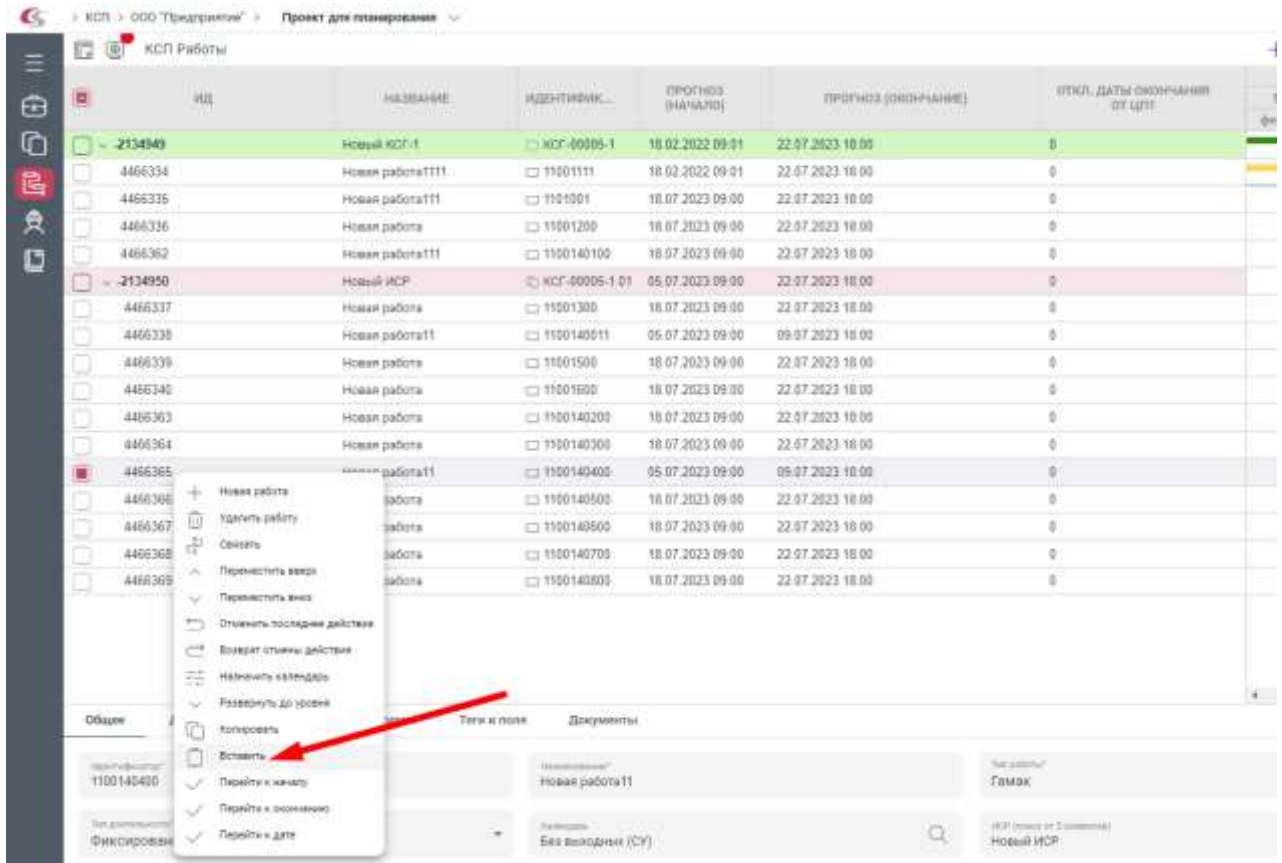 КСП > ООО "Предприятие" > Проект для планирования
КСП Работы
ИД НАЗВАНИЕ ИДЕНТИФИК... ПРОГНОЗ (НАЧАЛО) ПРОГНОЗ (ОКОНЧАНИЕ) ОТКЛ. ДАТЫ ОКОНЧАНИЯ ОТ ЦПГ
-2134949 Новый КСГ-1 КСГ-00005-1 18.02.2022 09:01 22.07.2023 18:00 0
4466334 Новая работа1111 11001111 18.02.2022 09:01 22.07.2023 18:00 0
4466335 Новая работа111 1101001 18.07.2023 09:00 22.07.2023 18:00 0
4466336 Новая работа 11001200 18.07.2023 09:00 22.07.2023 18:00 0
4466362 Новая работа111 1100140100 18.07.2023 09:00 22.07.2023 18:00 0
-2134950 Новый ИСР КСГ-00005-1.01 05.07.2023 09:00 22.07.2023 18:00 0
4466337 Новая работа 11001300 18.07.2023 09:00 22.07.2023 18:00 0
4466338 Новая работа11 1100140011 05.07.2023 09:00 09.07.2023 18:00 0
4466339 Новая работа 11001500 18.07.2023 09:00 22.07.2023 18:00 0
4466340 Новая работа 11001600 18.07.2023 09:00 22.07.2023 18:00 0
4466363 Новая работа 1100140200 18.07.2023 09:00 22.07.2023 18:00 0
4466364 Новая работа 1100140300 18.07.2023 09:00 22.07.2023 18:00 0
4466365 Новая работа11 1100140400 05.07.2023 09:00 09.07.2023 18:00 0
4466366 работа 1100140500 18.07.2023 09:00 22.07.2023 18:00 0
4466367 работа 1100140600 18.07.2023 09:00 22.07.2023 18:00 0
4466368 работа 1100140700 18.07.2023 09:00 22.07.2023 18:00 0
4466369 работа 1100140800 18.07.2023 09:00 22.07.2023 18:00 0
Новая работа
Удалить работу
Связать
Переместить вверх
Переместить вниз
Отменить последнее действие
Возврат отмены действия
Назначить календарь
Развернуть до уровня
Копировать
Вставить
Перейти к началу
Перейти к окончанию
Перейти к дате
Общее Теги и поля Документы
Идентификатор* Наименование* Тип работы*
1100140400 Новая работа11 Гамак
Тип длительности* Календарь ИСР (поиск от 3 символов)
Фиксирован Без выходных (СУ) Новый ИСР